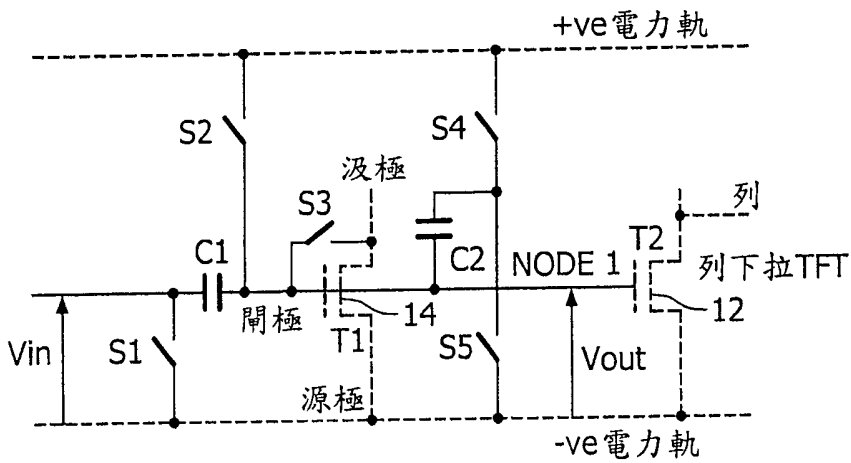 +ve電力軌
S2
S4
汲極
S3
列
C1
C2
NODE 1
T2
列下拉TFT
閘極
14
12
Vin
S1
T1
S5
Vout
源極
-ve電力軌